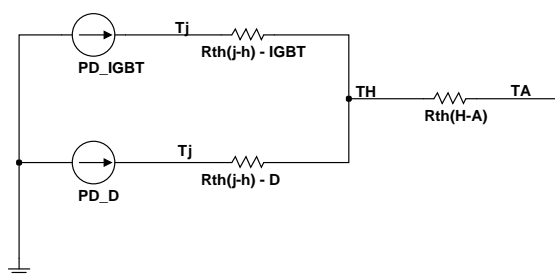 Tj
PD_IGBT
Rth(j-h) - IGBT
TH
TA
Rth(H-A)
Tj
PD_D
Rth(j-h) - D